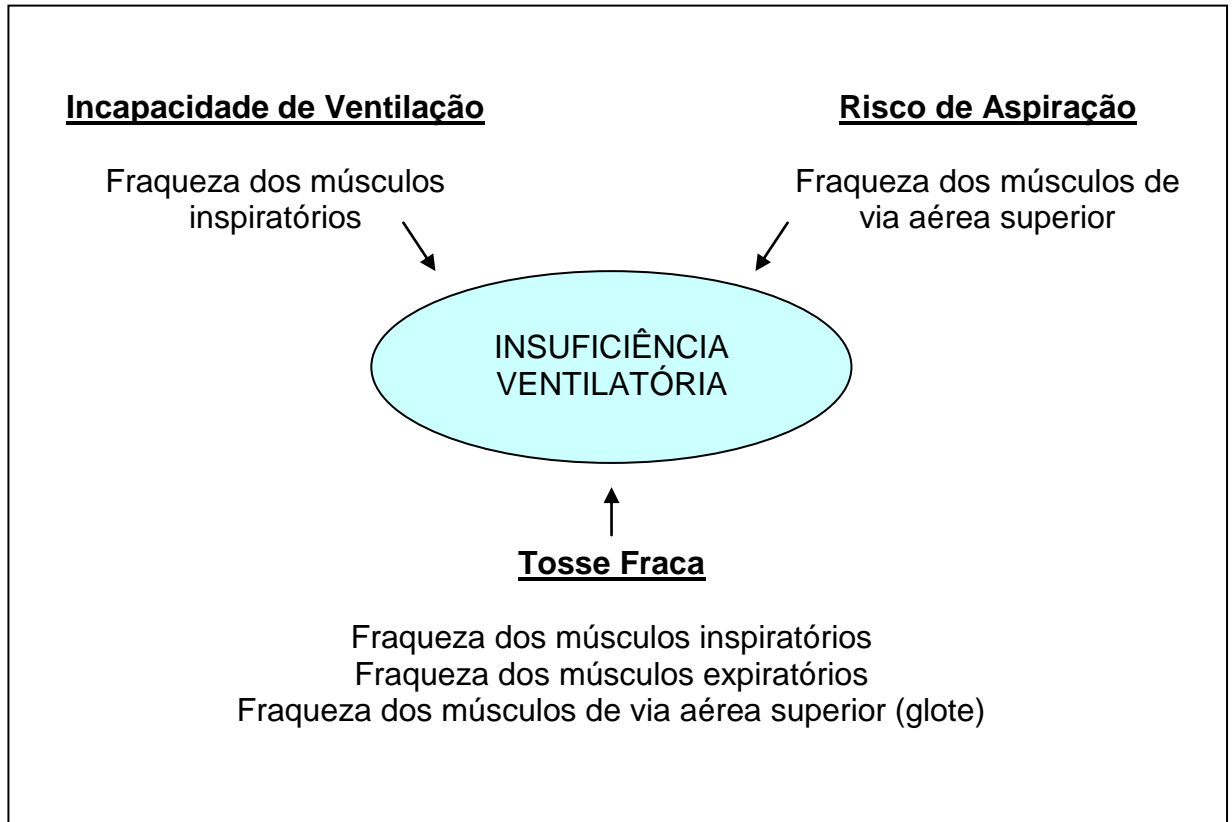 Incapacidade de Ventilação
Fraqueza dos músculos
inspiratórios
Risco de Aspiração
Fraqueza dos músculos de
via aérea superior
INSUFICIÊNCIA
VENTILATÓRIA
Tosse Fraca
Fraqueza dos músculos inspiratórios
Fraqueza dos músculos expiratórios
Fraqueza dos músculos de via aérea superior (glote)